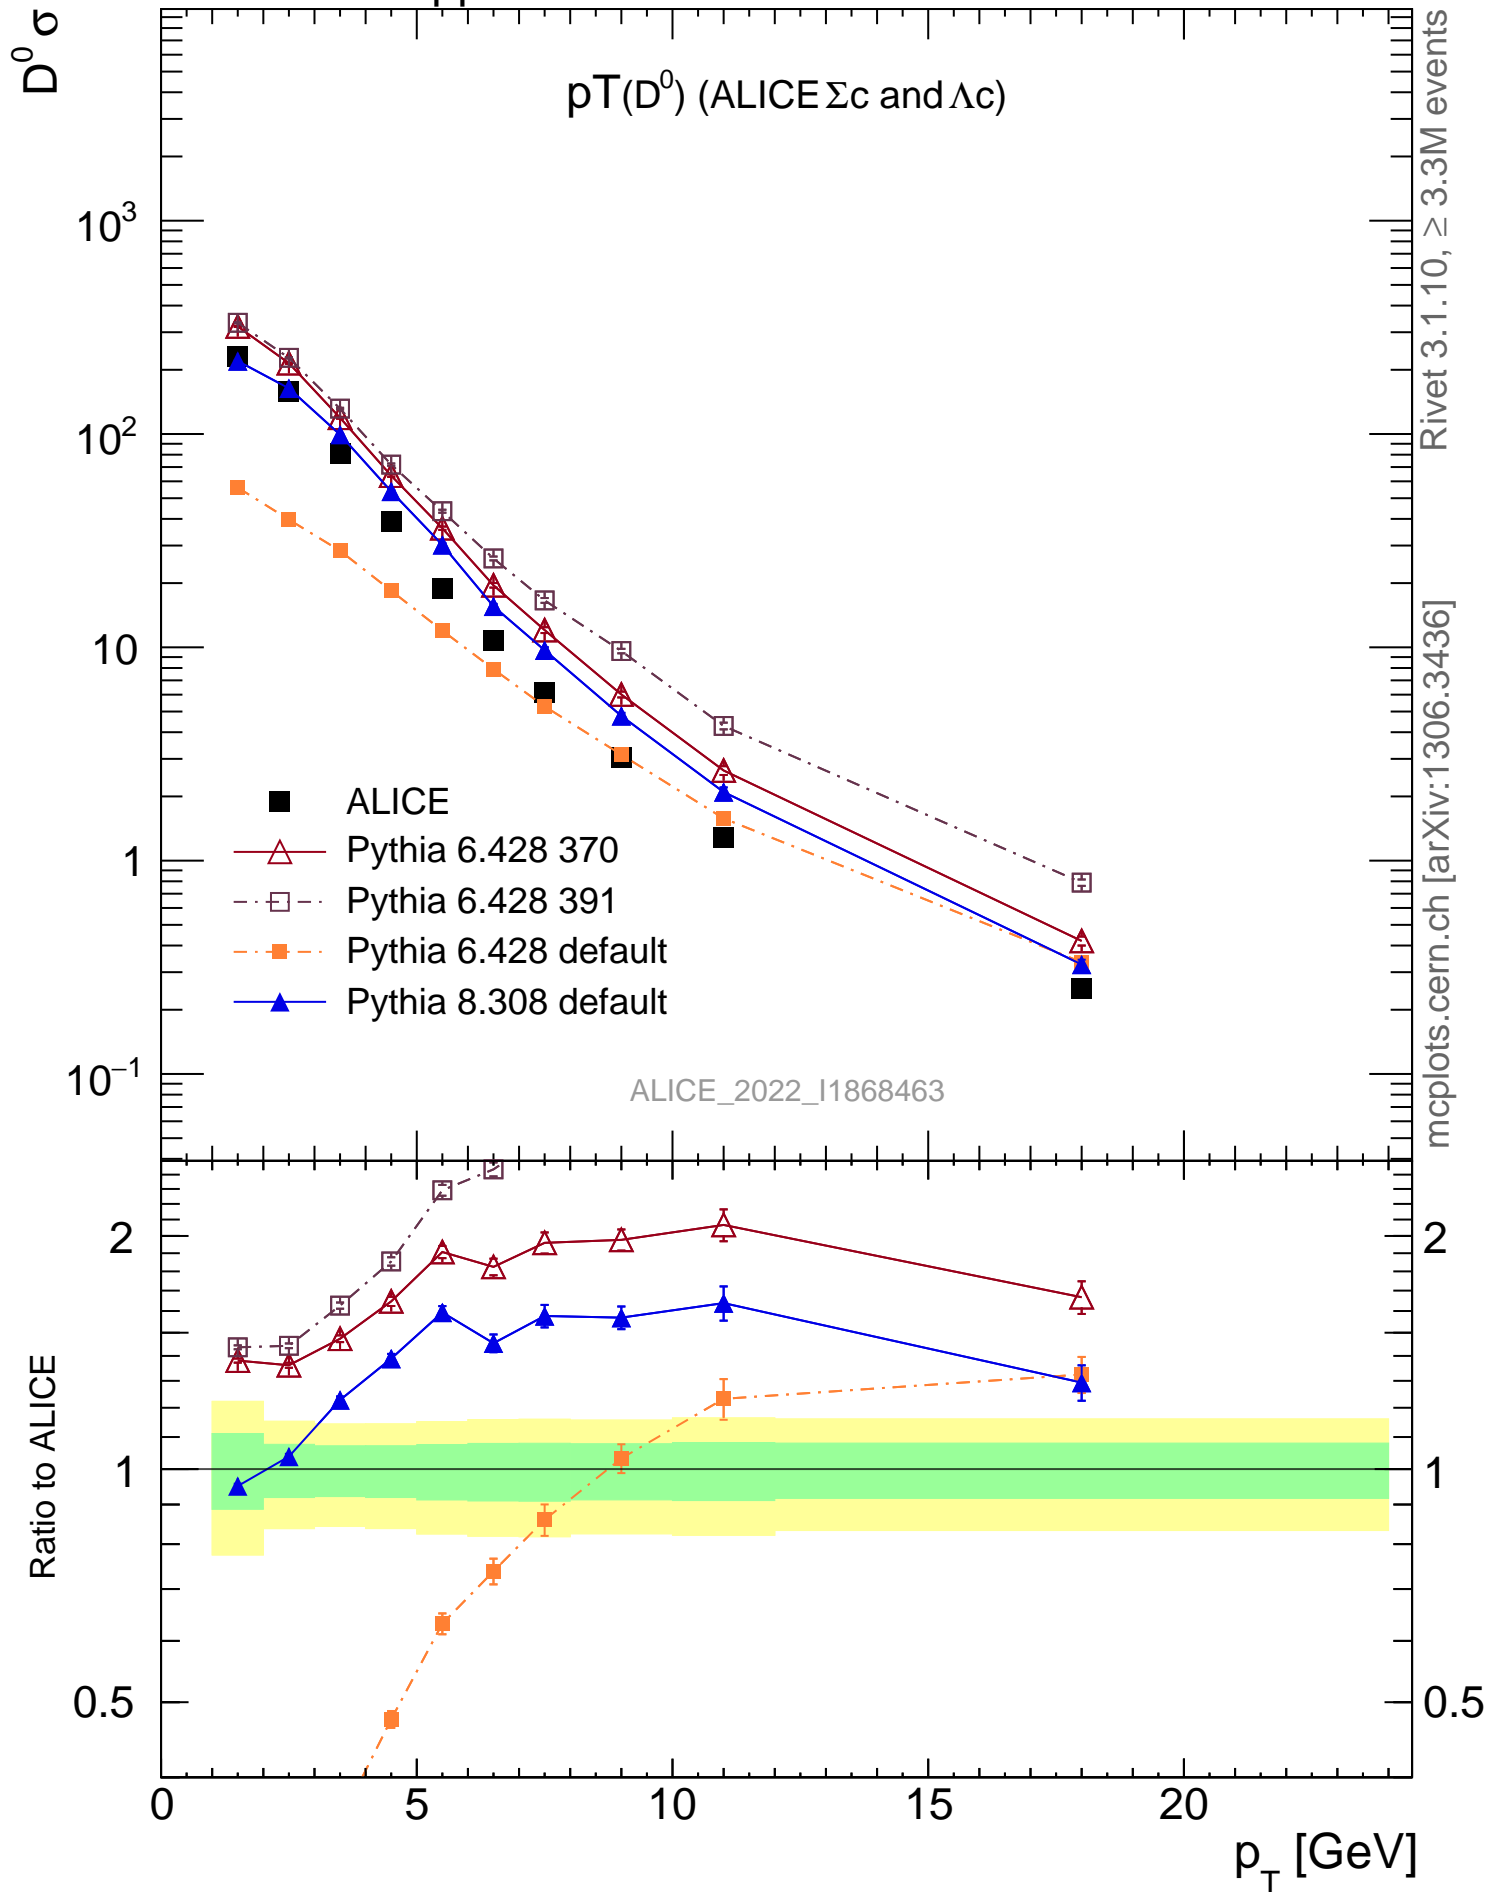 D⁰ σ
pp
pT(D⁰) (ALICE Σc and Λc)
10³
10²
10
1
10⁻¹
ALICE
Pythia 6.428 370
Pythia 6.428 391
Pythia 6.428 default
Pythia 8.308 default
ALICE_2022_I1868463
Rivet 3.1.10, ≥ 3.3M events
mcplots.cern.ch [arXiv:1306.3436]
Ratio to ALICE
2
1
0.5
2
1
0.5
0
5
10
15
20
p_T [GeV]